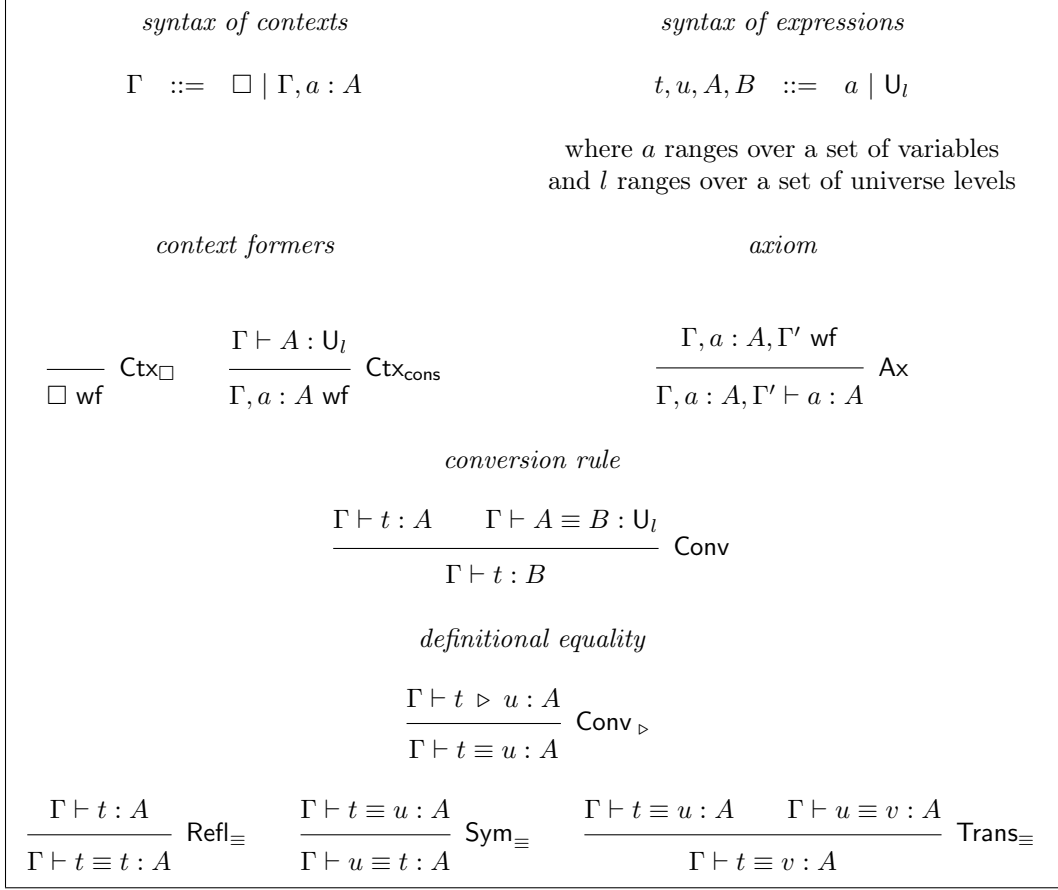 syntax of contexts
syntax of expressions
Γ ::= □ | Γ, a : A
t, u, A, B ::= a | U_l
where a ranges over a set of variables
and l ranges over a set of universe levels
context formers
axiom
□ wf Ctx_□
Γ ⊢ A : U_l
Γ, a : A wf Ctx_cons
Γ, a : A, Γ′ wf
Γ, a : A, Γ′ ⊢ a : A Ax
conversion rule
Γ ⊢ t : A Γ ⊢ A ≡ B : U_l
Γ ⊢ t : B Conv
definitional equality
Γ ⊢ t ▹ u : A
Γ ⊢ t ≡ u : A Conv_▹
Γ ⊢ t : A
Γ ⊢ t ≡ t : A Refl_≡
Γ ⊢ t ≡ u : A
Γ ⊢ u ≡ t : A Sym_≡
Γ ⊢ t ≡ u : A Γ ⊢ u ≡ v : A
Γ ⊢ t ≡ v : A Trans_≡